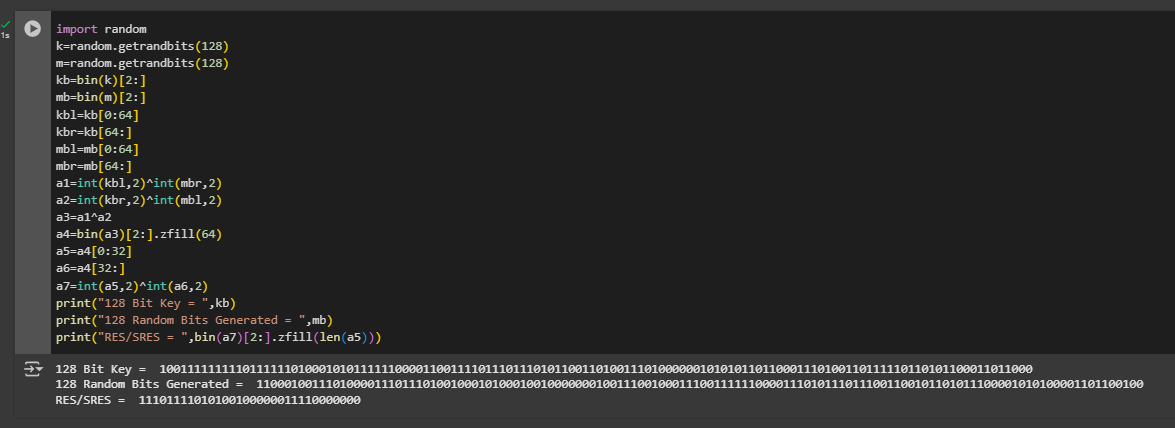 1s
import random
k=random.getrandbits(128)
m=random.getrandbits(128)
kb=bin(k)[2:]
mb=bin(m)[2:]
kbl=kb[0:64]
kbr=kb[64:]
mbl=mb[0:64]
mbr=mb[64:]
a1=int(kbl,2)^int(mbr,2)
a2=int(kbr,2)^int(mbl,2)
a3=a1^a2
a4=bin(a3)[2:].zfill(64)
a5=a4[0:32]
a6=a4[32:]
a7=int(a5,2)^int(a6,2)
print("128 Bit Key = ",kb)
print("128 Random Bits Generated = ",mb)
print("RES/SRES = ",bin(a7)[2:].zfill(len(a5)))
128 Bit Key =  100111111111011111101000101011111100001100111101110111010110011010011101000000101010110110001110100110111110110101100011011000
128 Random Bits Generated =  11000100111010000111011101001000101000100100000001001110010001110011111100001110101110111001100101101011100001010100001101100100
RES/SRES =  11101111010100100000011110000000